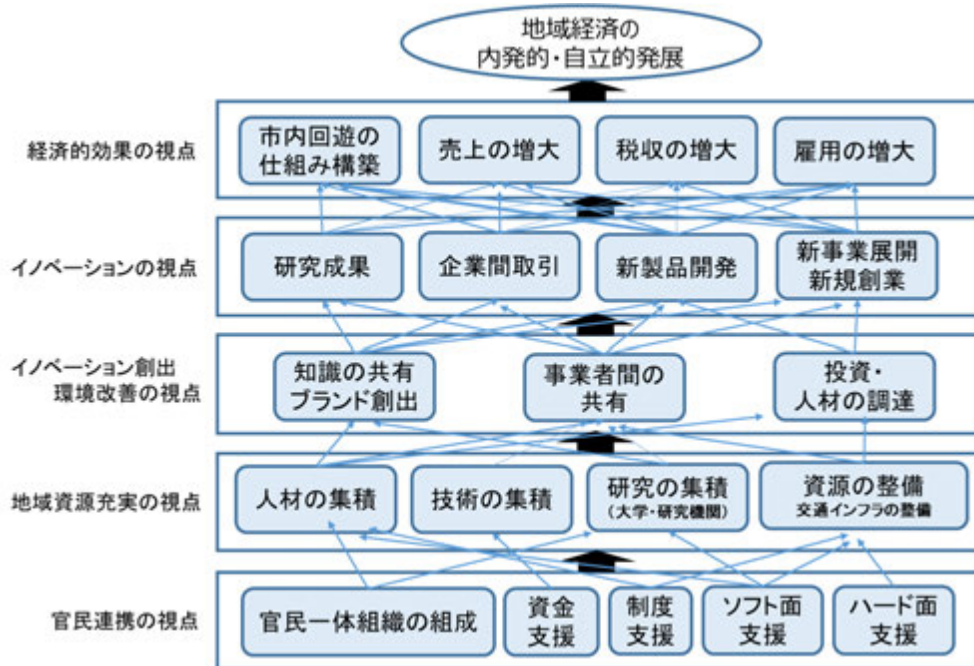 地域経済の
内発的・自立的発展
経済的効果の視点
市内回遊の
仕組み構築
売上の増大
税収の増大
雇用の増大
イノベーションの視点
研究成果
企業間取引
新製品開発
新事業展開
新規創業
イノベーション創出
環境改善の視点
知識の共有
ブランド創出
事業者間の
共有
投資・
人材の調達
地域資源充実の視点
人材の集積
技術の集積
研究の集積
(大学・研究機関)
資源の整備
交通インフラの整備
官民連携の視点
官民一体組織の組成
資金
支援
制度
支援
ソフト面
支援
ハード面
支援